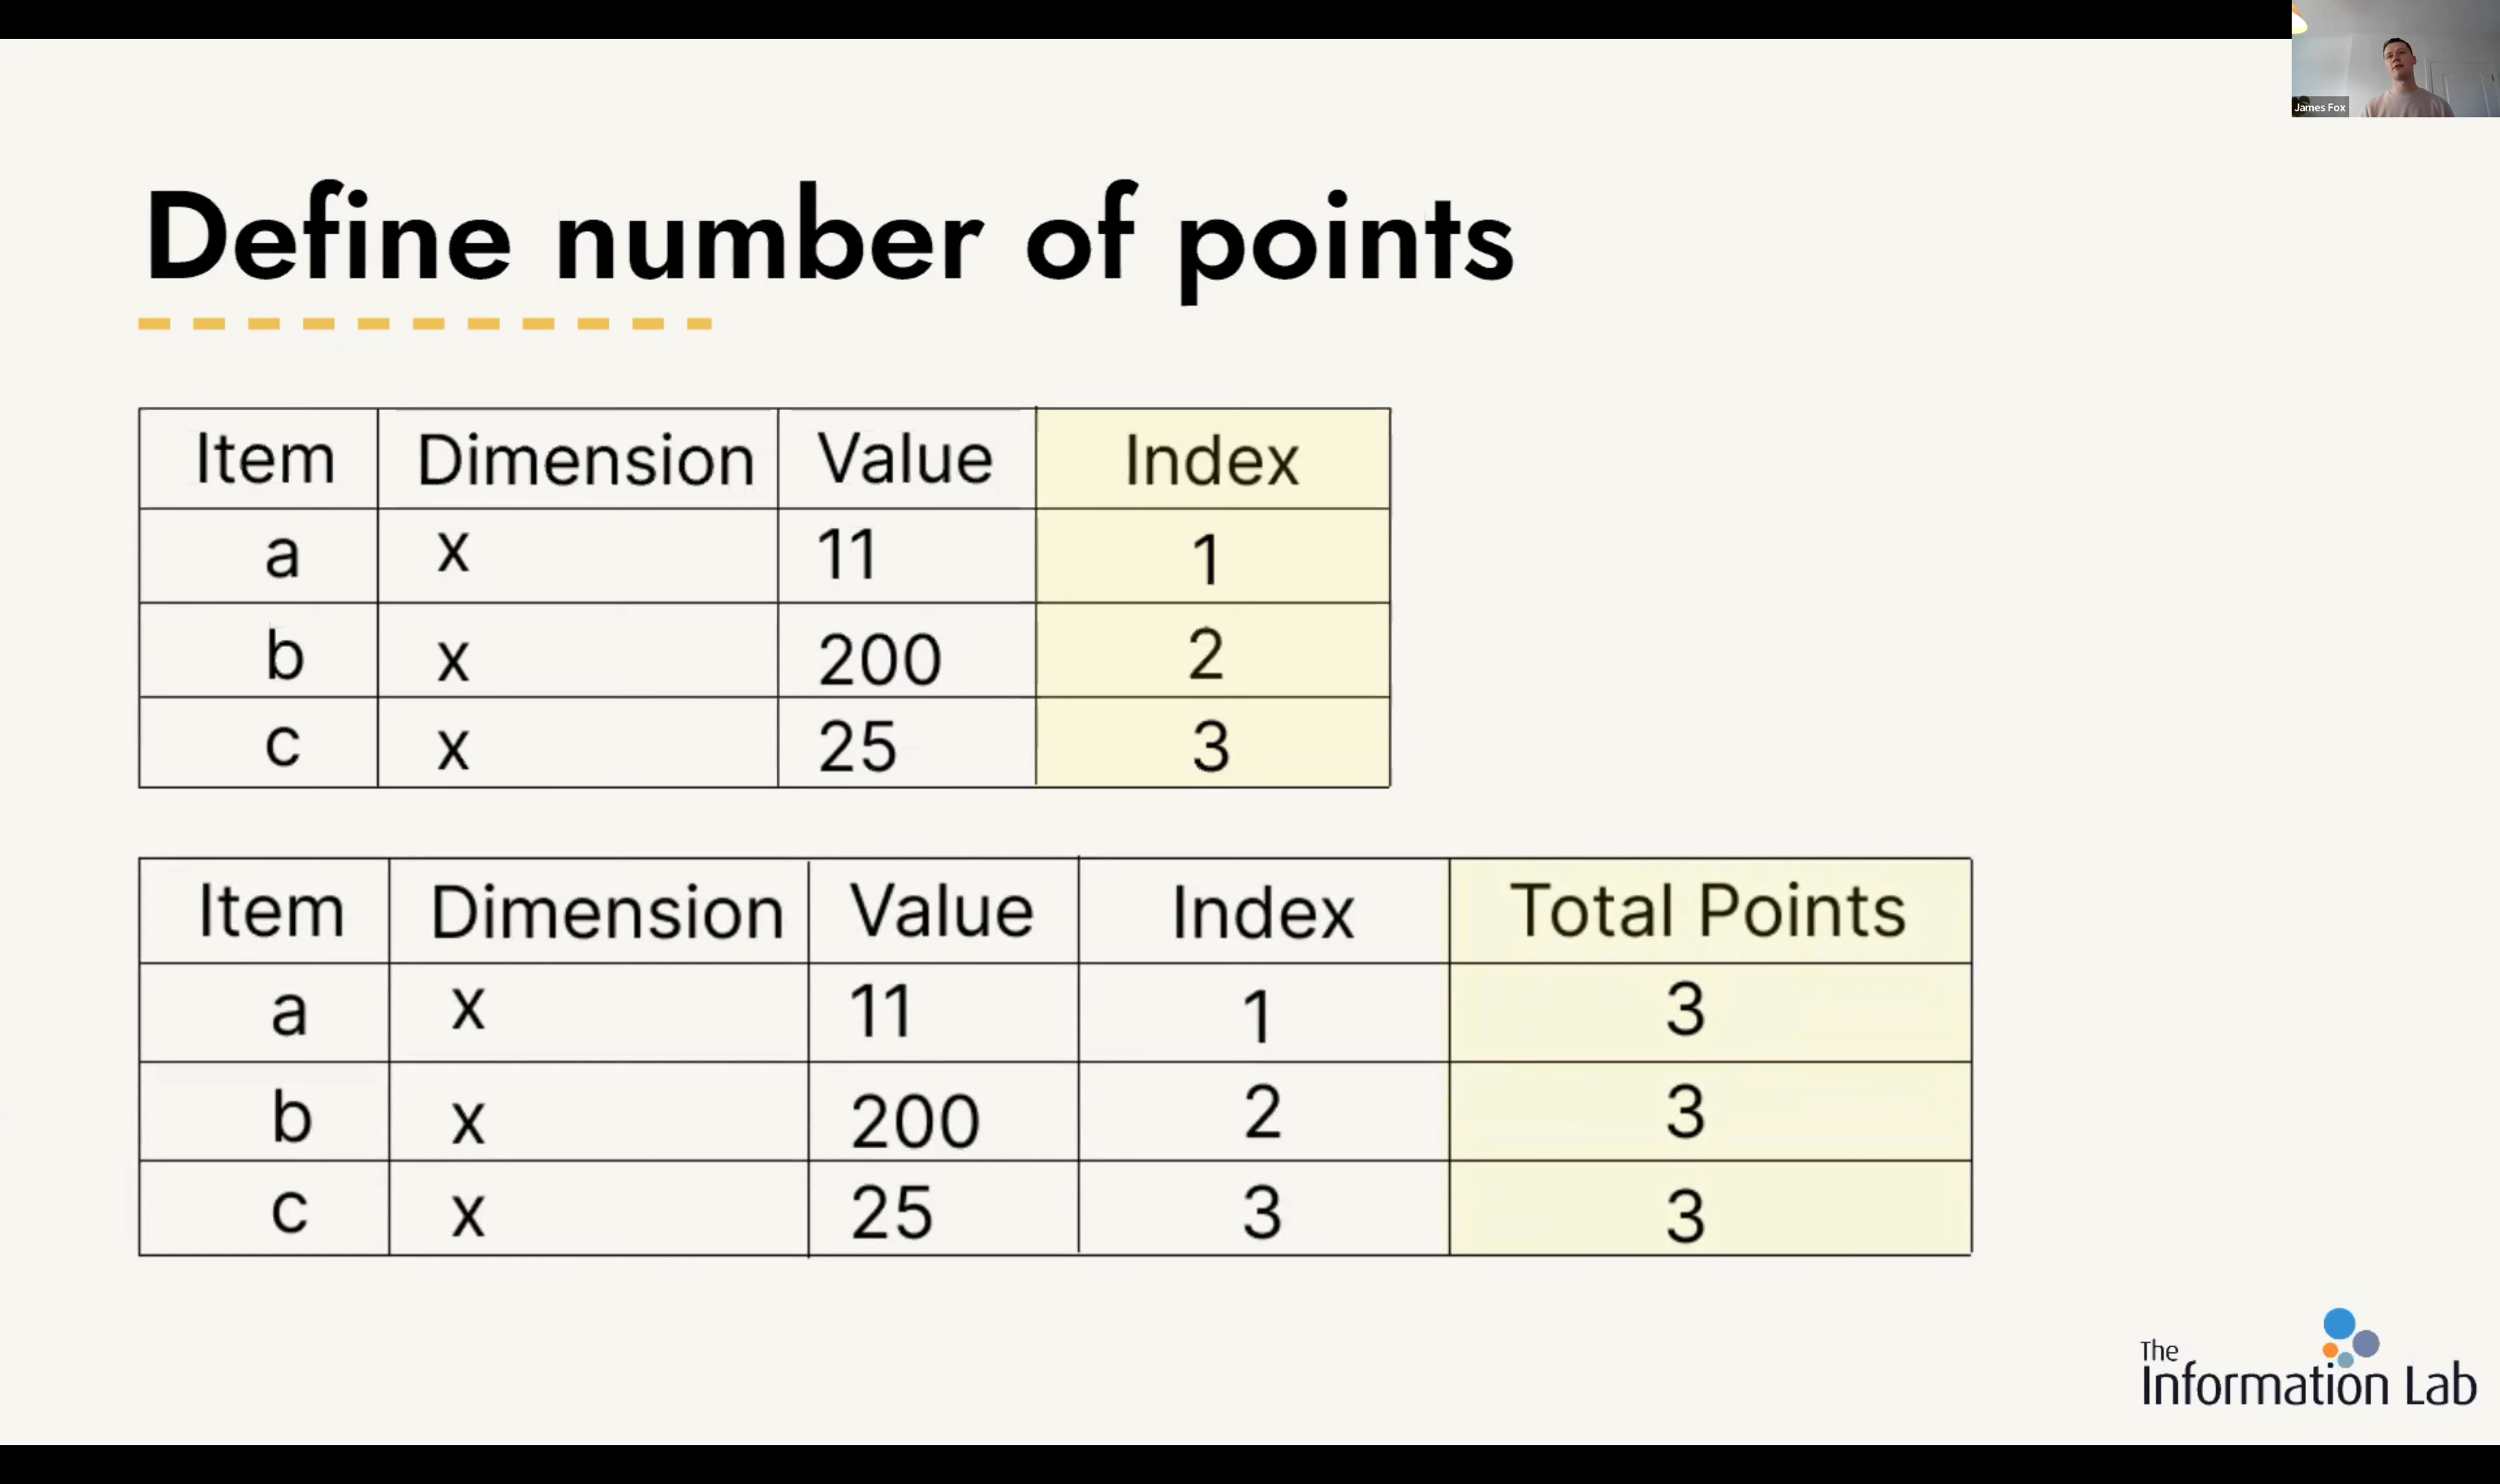 James Fox
Define number of points
Item Dimension Value Index
a x 11 1
b x 200 2
c x 25 3
Item Dimension Value Index Total Points
a x 11 1 3
b x 200 2 3
c x 25 3 3
The
Information Lab